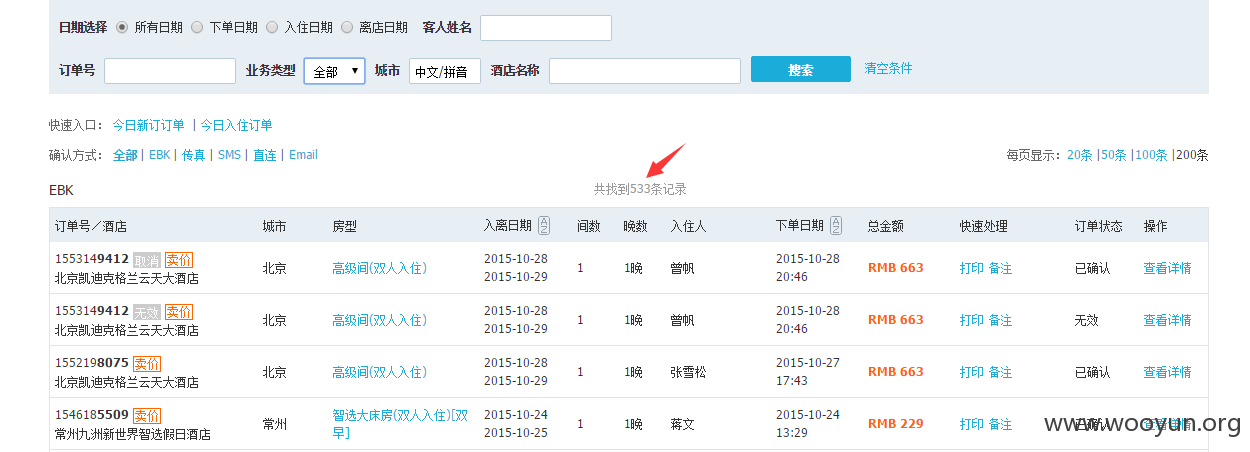 日期选择 所有日期 下单日期 入住日期 离店日期 客人姓名
订单号 业务类型 全部 城市 中文/拼音 酒店名称 搜索 清空条件
快速入口： 今日新订订单 | 今日入住订单
确认方式： 全部 | EBK | 传真 | SMS | 直连 | Email 每页显示：20条 |50条 |100条 |200条
EBK 共找到533条记录
订单号／酒店 城市 房型 入离日期 间数 晚数 入住人 下单日期 总金额 快速处理 订单状态 操作
1553149412 取消 卖价
北京凯迪克格兰云天大酒店 北京 高级间(双人入住) 2015-10-28 2015-10-29 1 1晚 曾帆 2015-10-28 20:46 RMB 663 打印 备注 已确认 查看详情
1553149412 无效 卖价
北京凯迪克格兰云天大酒店 北京 高级间(双人入住) 2015-10-28 2015-10-29 1 1晚 曾帆 2015-10-28 20:46 RMB 663 打印 备注 无效 查看详情
1552198075 卖价
北京凯迪克格兰云天大酒店 北京 高级间(双人入住) 2015-10-28 2015-10-29 1 1晚 张雪松 2015-10-27 17:43 RMB 663 打印 备注 已确认 查看详情
1546185509 卖价
常州九洲新世界智选假日酒店 常州 智选大床房(双人入住)[双早] 2015-10-24 2015-10-25 1 1晚 蒋文 2015-10-24 13:29 RMB 229 打印 备注 已确认 查看详情
www.wooyun.org